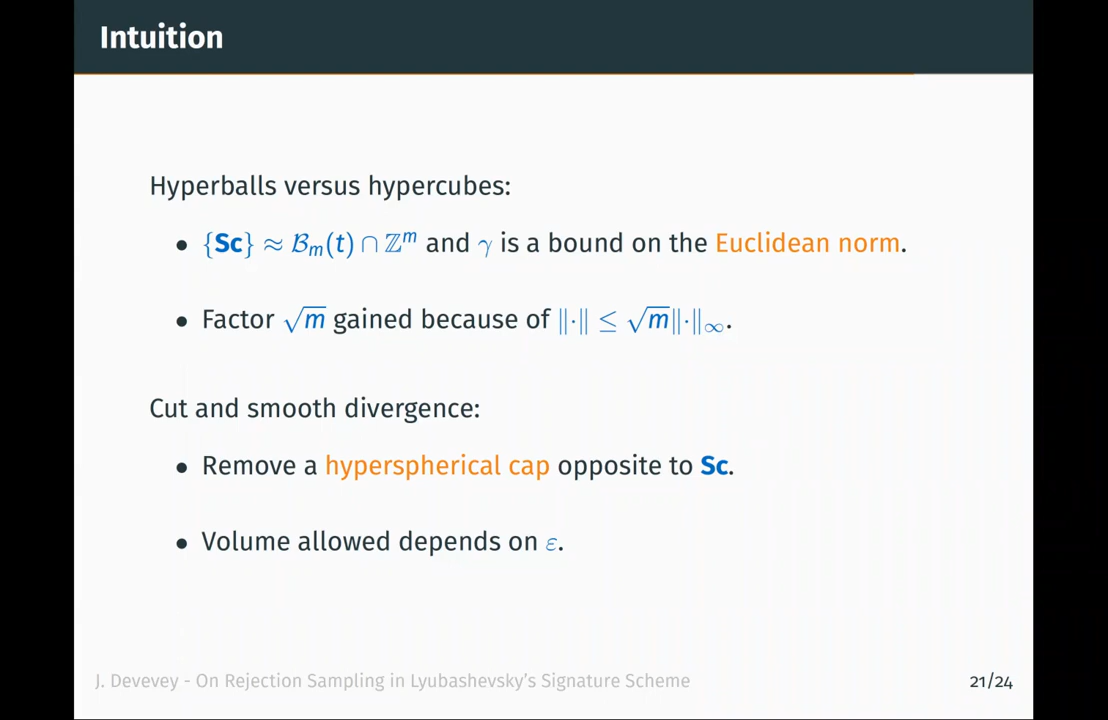 Intuition
Hyperballs versus hypercubes:
• {Sc} ≈ ℬₘ(t) ∩ ℤᵐ and γ is a bound on the Euclidean norm.
• Factor √m gained because of ‖·‖ ≤ √m‖·‖∞.
Cut and smooth divergence:
• Remove a hyperspherical cap opposite to Sc.
• Volume allowed depends on ε.
J. Devevey - On Rejection Sampling in Lyubashevsky's Signature Scheme
21/24